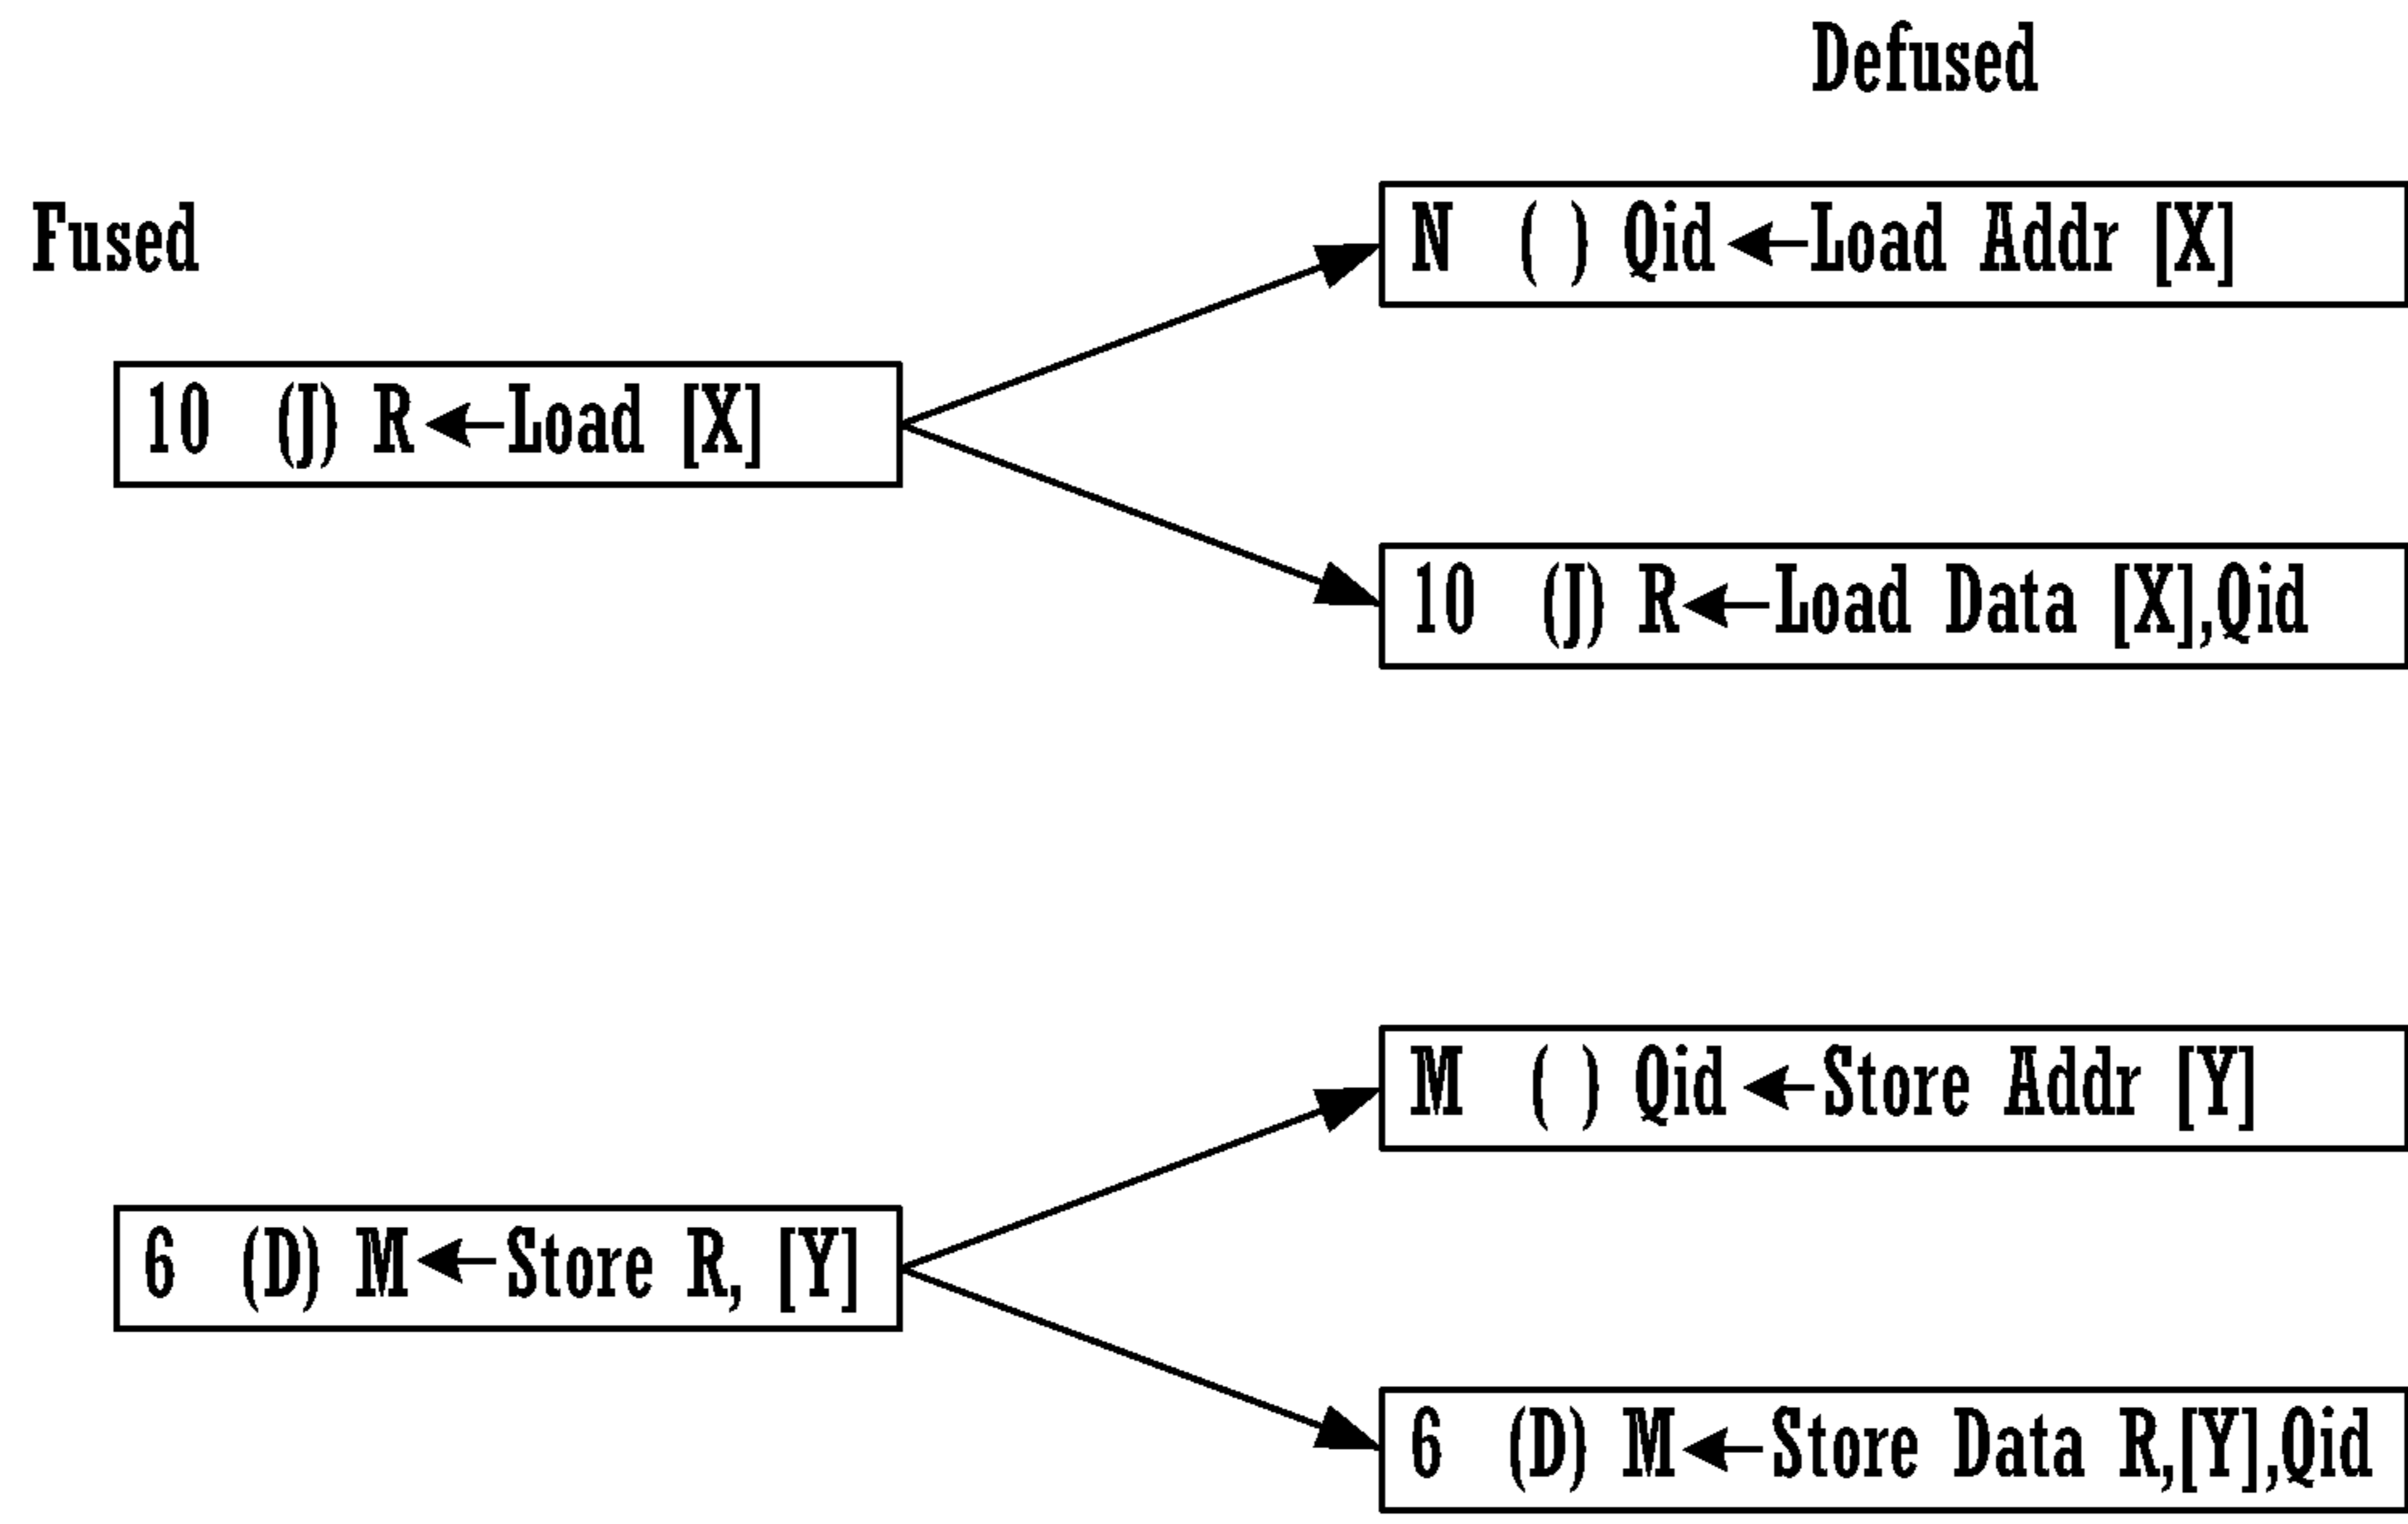 Defused
Fused
N ( ) Qid←Load Addr [X]
10 (J) R←Load [X]
10 (J) R←Load Data [X],Qid
M ( ) Qid←Store Addr [Y]
6 (D) M←Store R, [Y]
6 (D) M←Store Data R,[Y],Qid